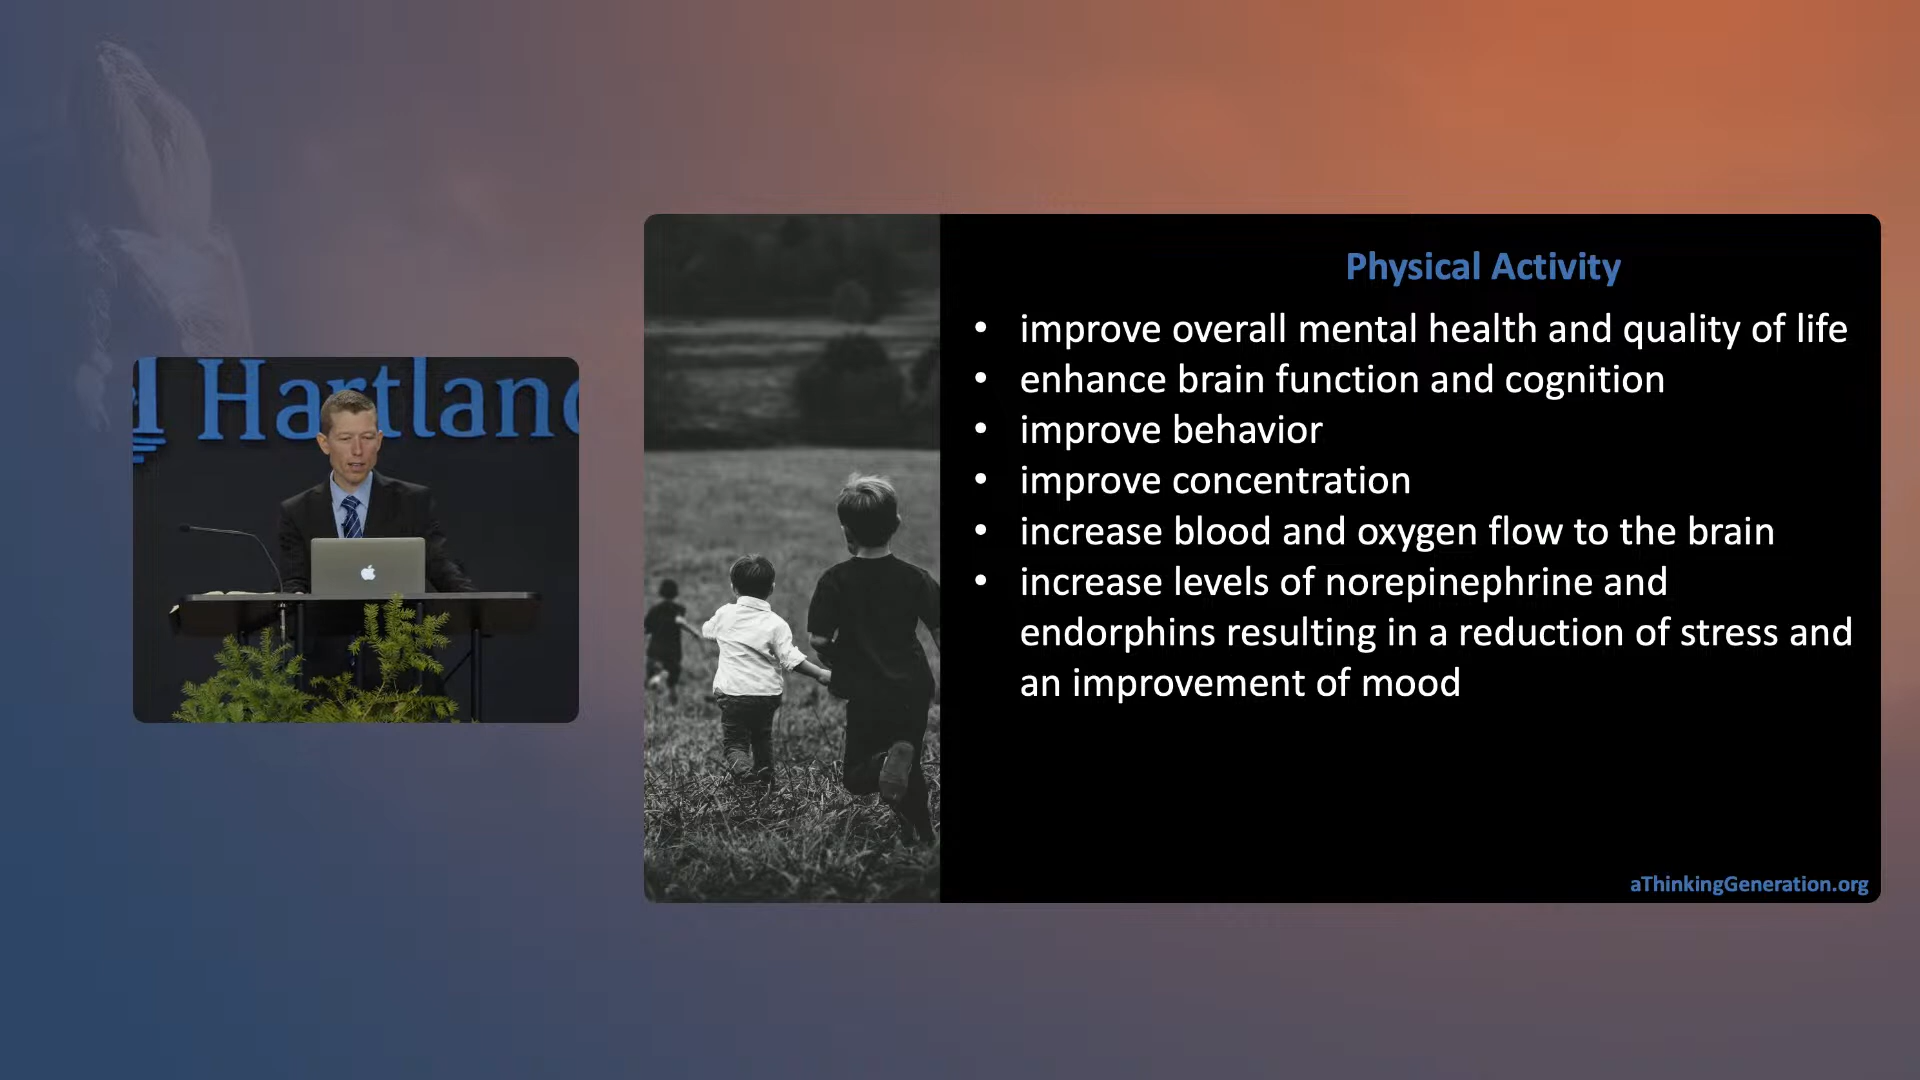 Hartland
Physical Activity
• improve overall mental health and quality of life
• enhance brain function and cognition
• improve behavior
• improve concentration
• increase blood and oxygen flow to the brain
• increase levels of norepinephrine and
endorphins resulting in a reduction of stress and
an improvement of mood
aThinkingGeneration.org